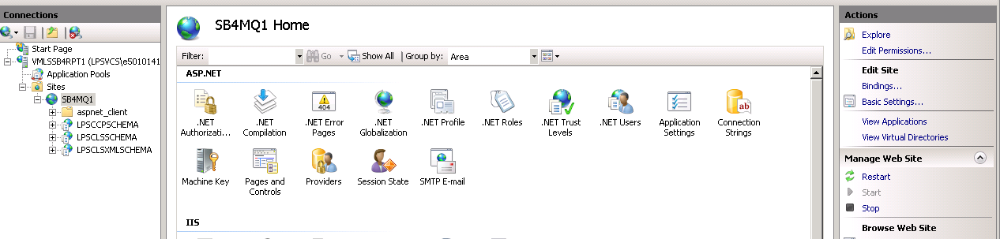 Connections
Start Page
VMLSSB4RPT1 (LPSVCS\e5010141
Application Pools
Sites
SB4MQ1
aspnet_client
LPSCCPSCHEMA
LPSCLSSCHEMA
LPSCLSXMLSCHEMA
SB4MQ1 Home
Filter: Go Show All Group by: Area
ASP.NET
.NET Authorizati...
.NET Compilation
404
.NET Error Pages
.NET Globalization
.NET Profile
.NET Roles
.NET Trust Levels
.NET Users
Application Settings
ab
Connection Strings
Machine Key
Pages and Controls
Providers
Session State
SMTP E-mail
IIS
Actions
Explore
Edit Permissions...
Edit Site
Bindings...
Basic Settings...
View Applications
View Virtual Directories
Manage Web Site
Restart
Start
Stop
Browse Web Site